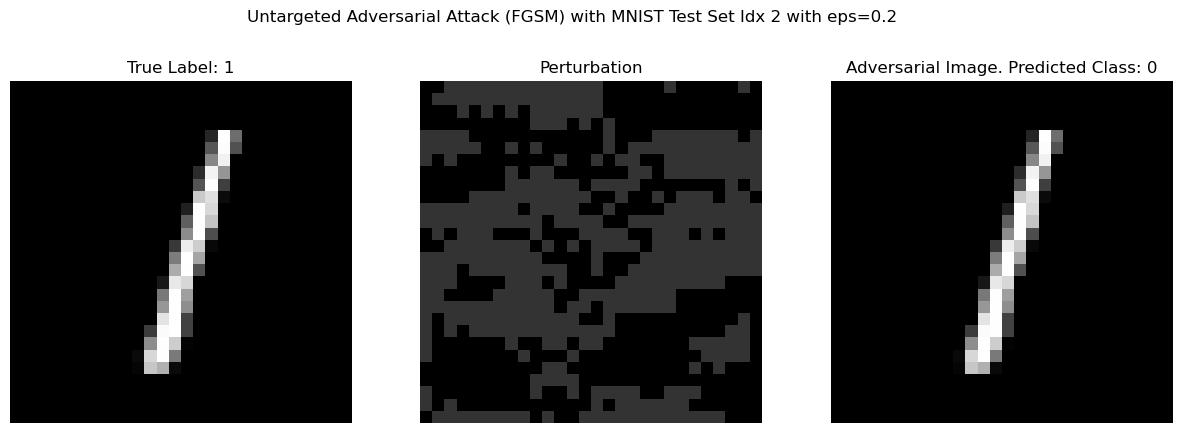 Untargeted Adversarial Attack (FGSM) with MNIST Test Set Idx 2 with eps=0.2
True Label: 1
Perturbation
Adversarial Image. Predicted Class: 0